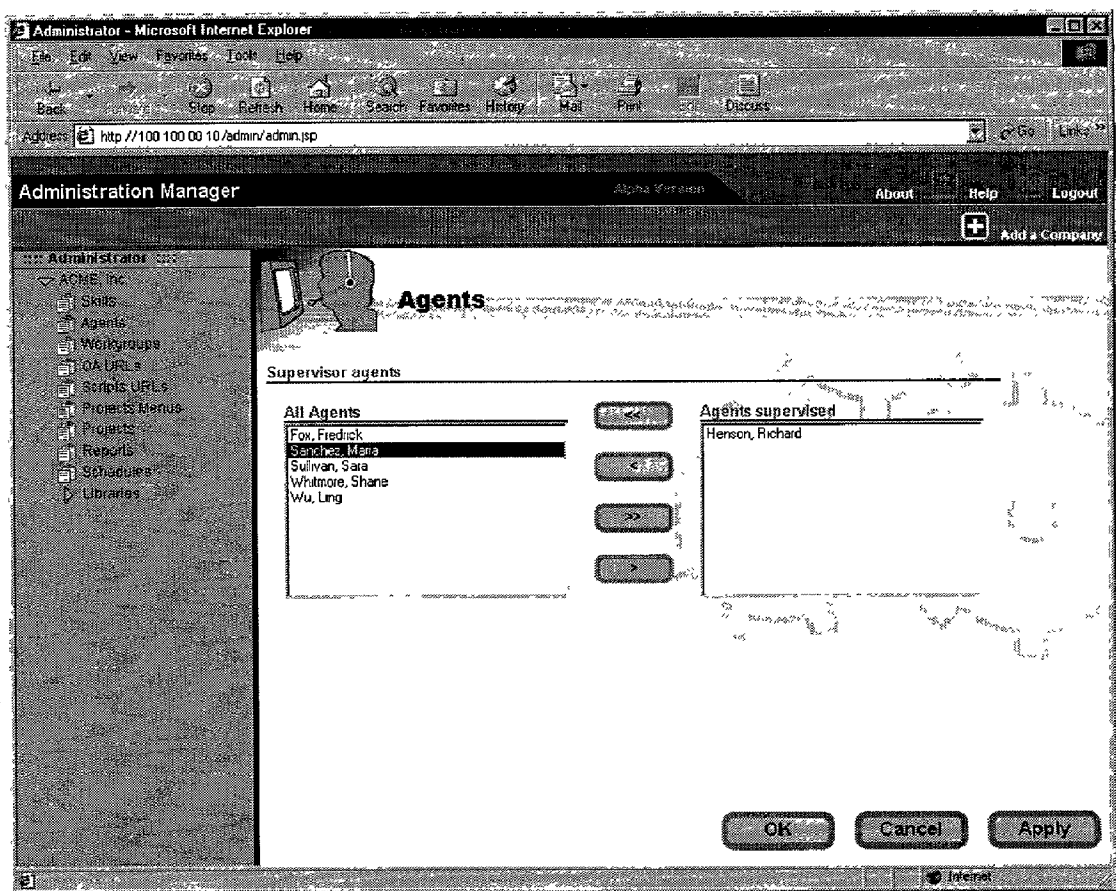 Administrator - Microsoft Internet Explorer
File Edit View Favorites Tools Help
Back Forward Stop Refresh Home Search Favorites History Mail Print Edit Discuss
Address http //100 100 00 10/admin/admin.jsp Go Links »
Administration Manager Alpha Version About Help Logout
Add a Company
:::: Administrator ::::
ACME, Inc.
Skills
Agents
Workgroups
QA URLs
Scripts URLs
Projects Menus
Projects
Reports
Schedules
Libraries
Agents
Supervisor agents
All Agents
Fox, Fredrick
Sanchez, Maria
Sullivan, Sara
Whitmore, Shane
Wu, Ling
<<
<
>>
>
Agents supervised
Henson, Richard
OK Cancel Apply
Internet